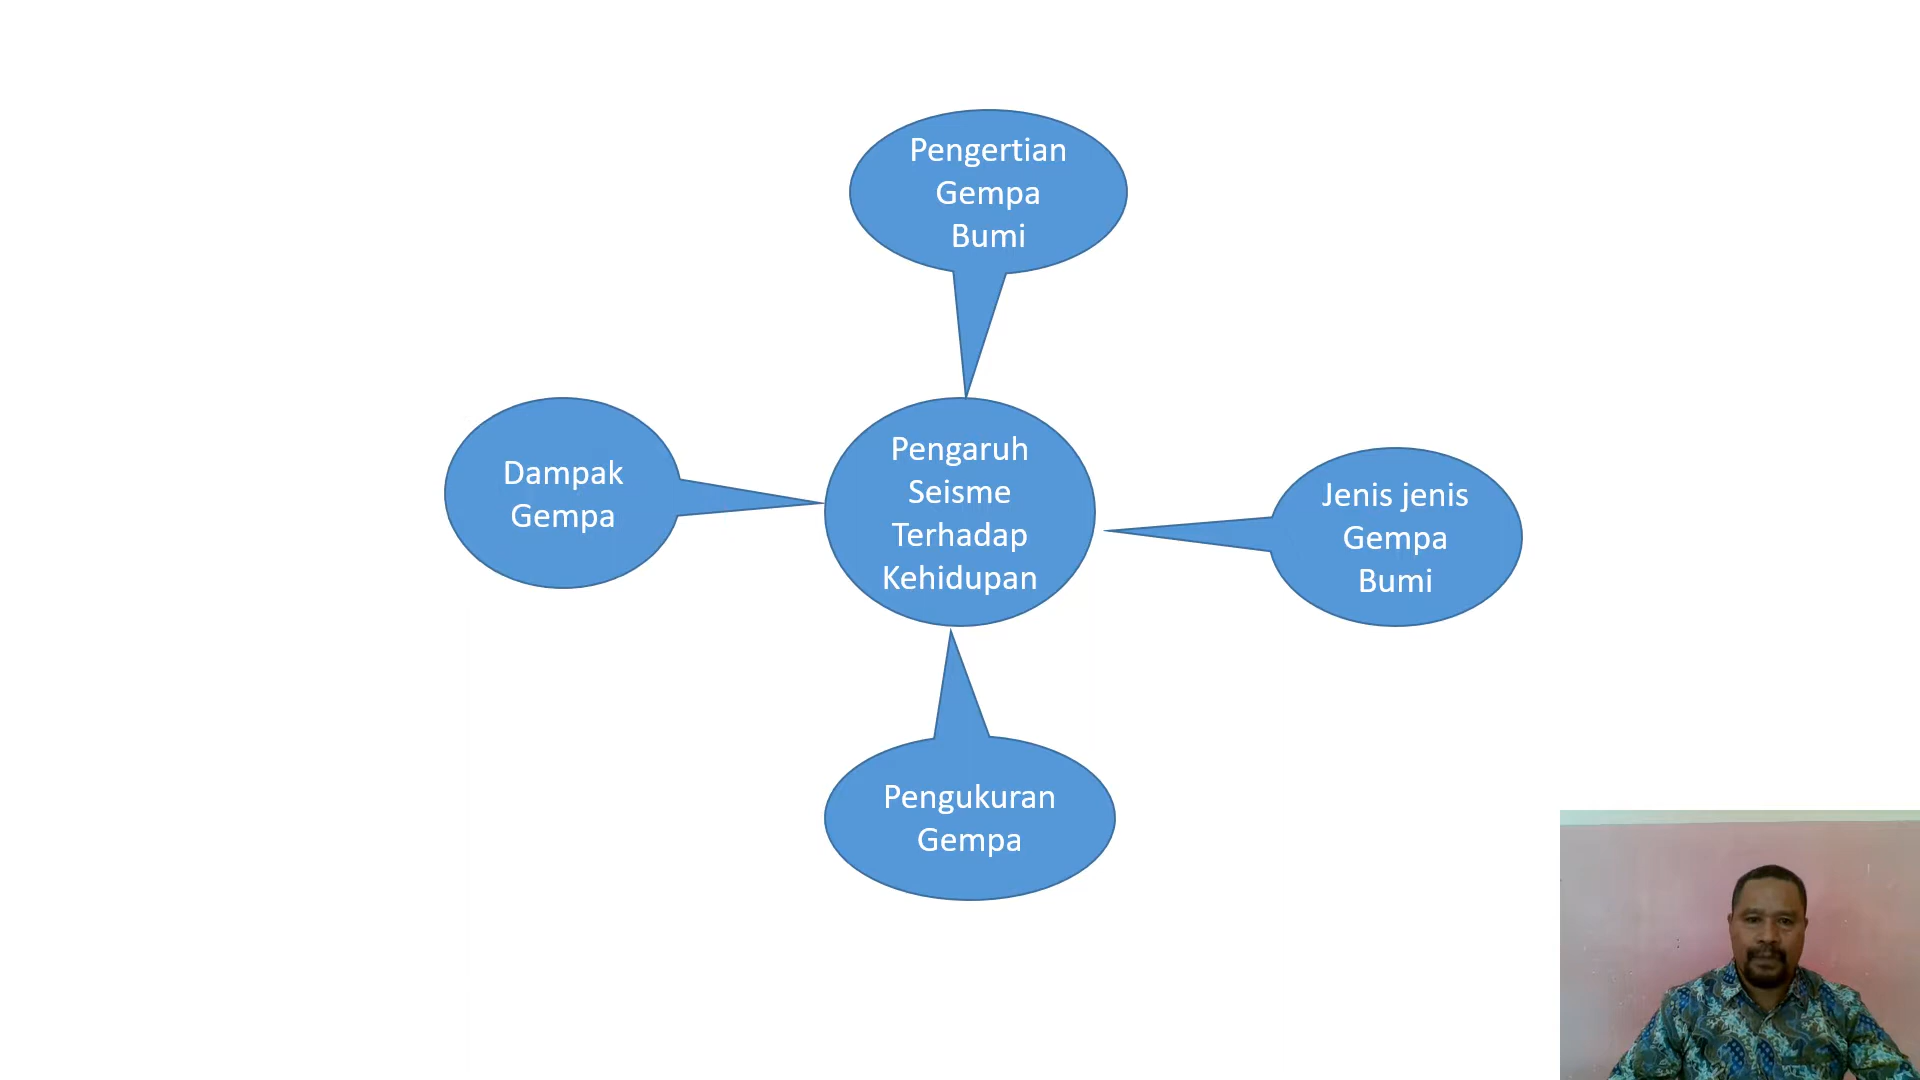 Pengertian
Gempa
Bumi
Dampak
Gempa
Pengaruh
Seisme
Terhadap
Kehidupan
Jenis jenis
Gempa
Bumi
Pengukuran
Gempa